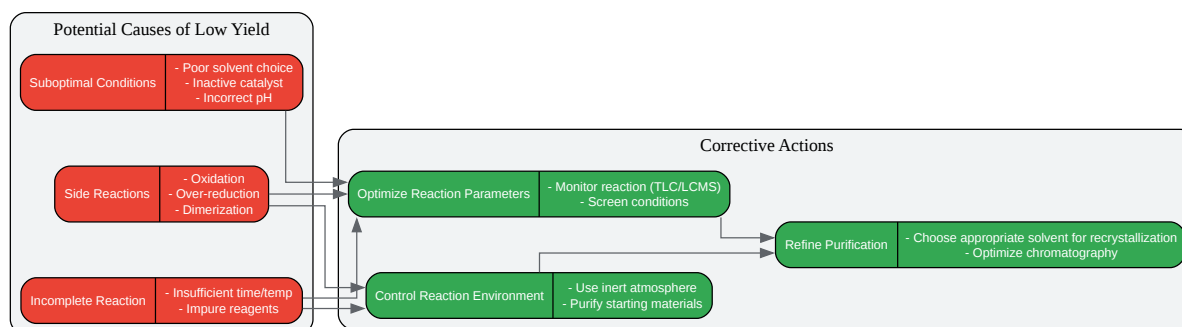 Potential Causes of Low Yield
Suboptimal Conditions
- Poor solvent choice
- Inactive catalyst
- Incorrect pH
Side Reactions
- Oxidation
- Over-reduction
- Dimerization
Incomplete Reaction
- Insufficient time/temp
- Impure reagents
Corrective Actions
Optimize Reaction Parameters
- Monitor reaction (TLC/LCMS)
- Screen conditions
Control Reaction Environment
- Use inert atmosphere
- Purify starting materials
Refine Purification
- Choose appropriate solvent for recrystallization
- Optimize chromatography